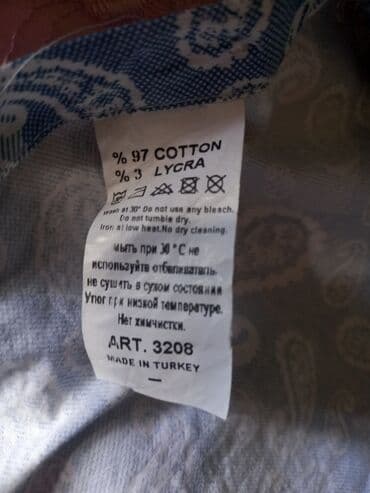 % 97 COTTON
% 3 LYCRA
Wash at 30° Do not use any bleach.
Do not tumble dry.
Iron at low heat.No dry cleaning.
мыть при 30 °C не
используйте отбеливатель
не сушить в сухом состоянии
Утюг при низкой температуре.
Нет химчистки.
ART. 3208
MADE IN TURKEY